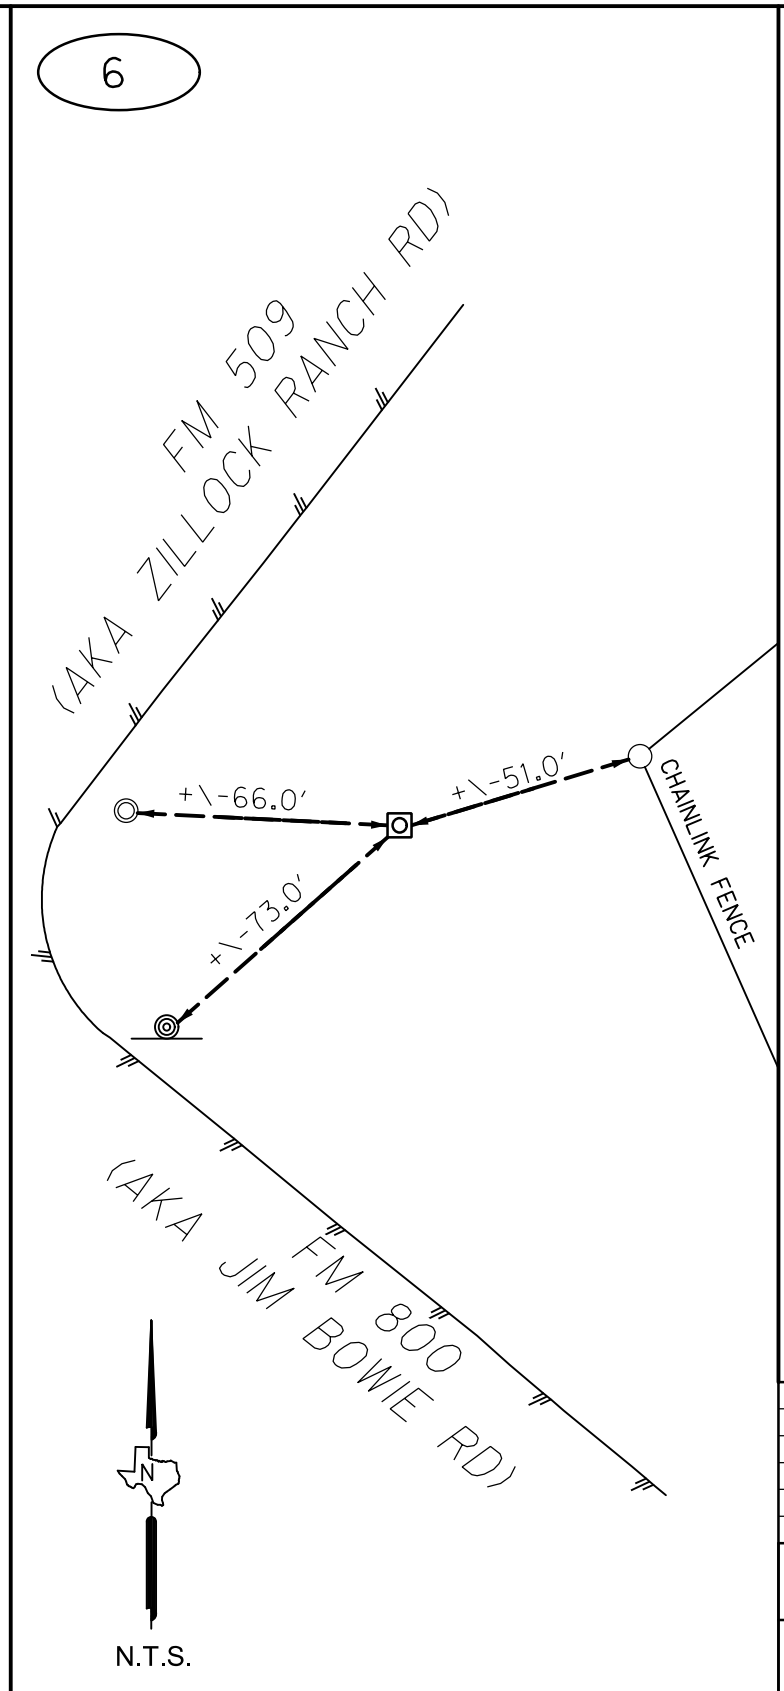 6
FM 509
(AKA ZILLOCK RANCH RD)
+\-66.0'
+\-51.0'
CHAINLINK FENCE
+\-73.0'
FM 800
(AKA JIM BOWIE RD)
N
N.T.S.